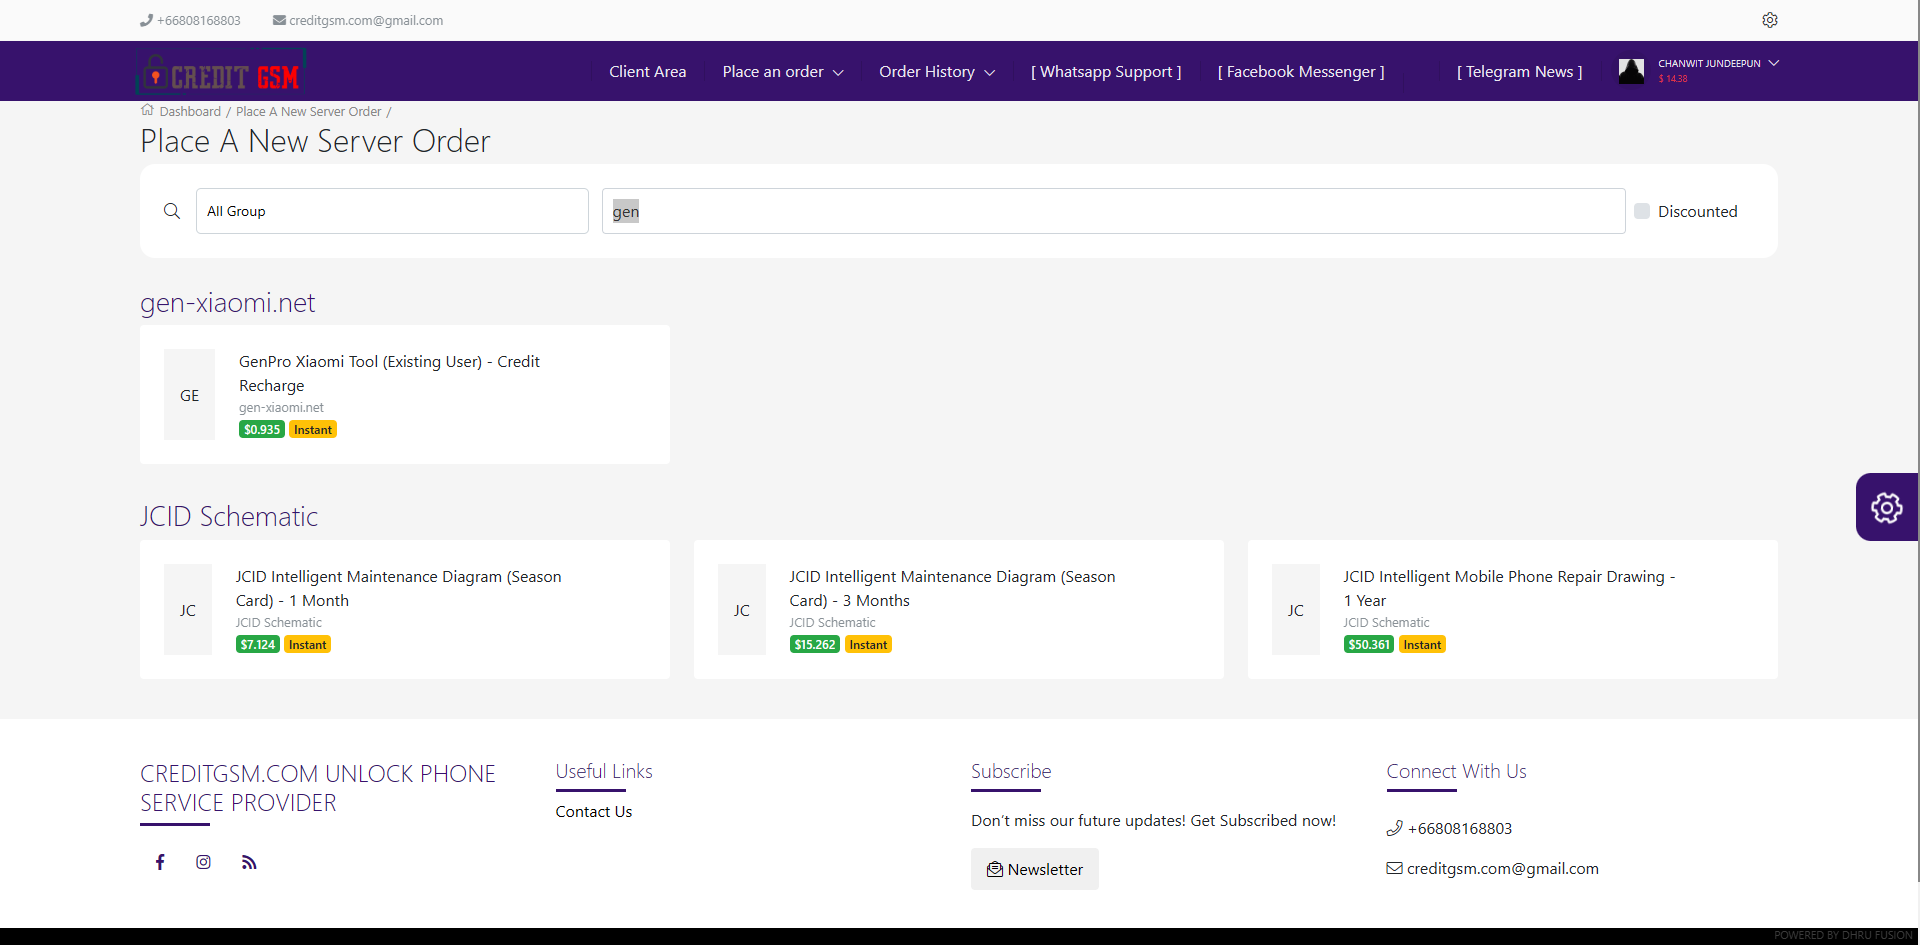 +66808168803
creditgsm.com@gmail.com
CREDIT GSM
Client Area
Place an order
Order History
[ Whatsapp Support ]
[ Facebook Messenger ]
[ Telegram News ]
CHANWIT JUNDEEPUN
$ 14.38
Dashboard / Place A New Server Order /
Place A New Server Order
All Group
gen
Discounted
gen-xiaomi.net
GE
GenPro Xiaomi Tool (Existing User) - Credit
Recharge
gen-xiaomi.net
$0.935 Instant
JCID Schematic
JC
JCID Intelligent Maintenance Diagram (Season
Card) - 1 Month
JCID Schematic
$7.124 Instant
JC
JCID Intelligent Maintenance Diagram (Season
Card) - 3 Months
JCID Schematic
$15.262 Instant
JC
JCID Intelligent Mobile Phone Repair Drawing -
1 Year
JCID Schematic
$50.361 Instant
CREDITGSM.COM UNLOCK PHONE
SERVICE PROVIDER
Useful Links
Contact Us
Subscribe
Don't miss our future updates! Get Subscribed now!
Newsletter
Connect With Us
+66808168803
creditgsm.com@gmail.com
POWERED BY DHRU FUSION